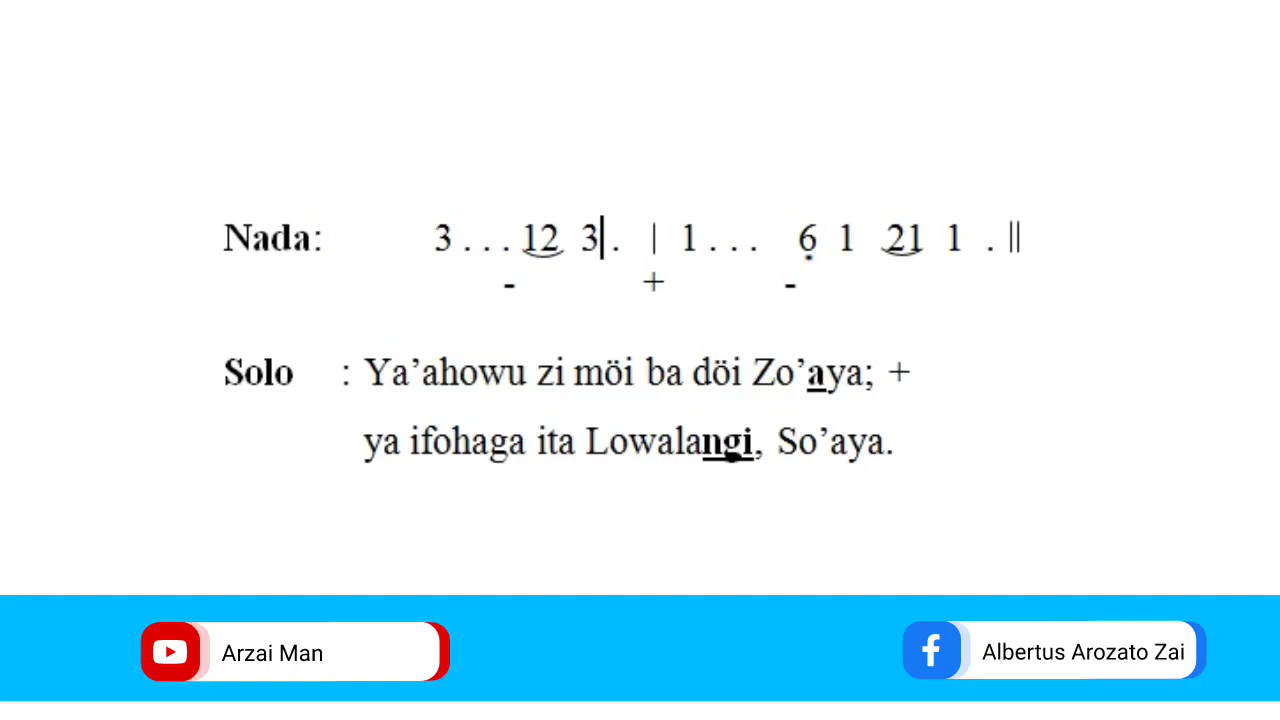 Nada: 3 . . . 12 3 | . | 1 . . . 6̣ 1 21 1 . ||
- + -
Solo : Ya’ahowu zi möi ba döi Zo’aya; +
ya ifohaga ita Lowalangi, So’aya.
Arzai Man
Albertus Arozato Zai